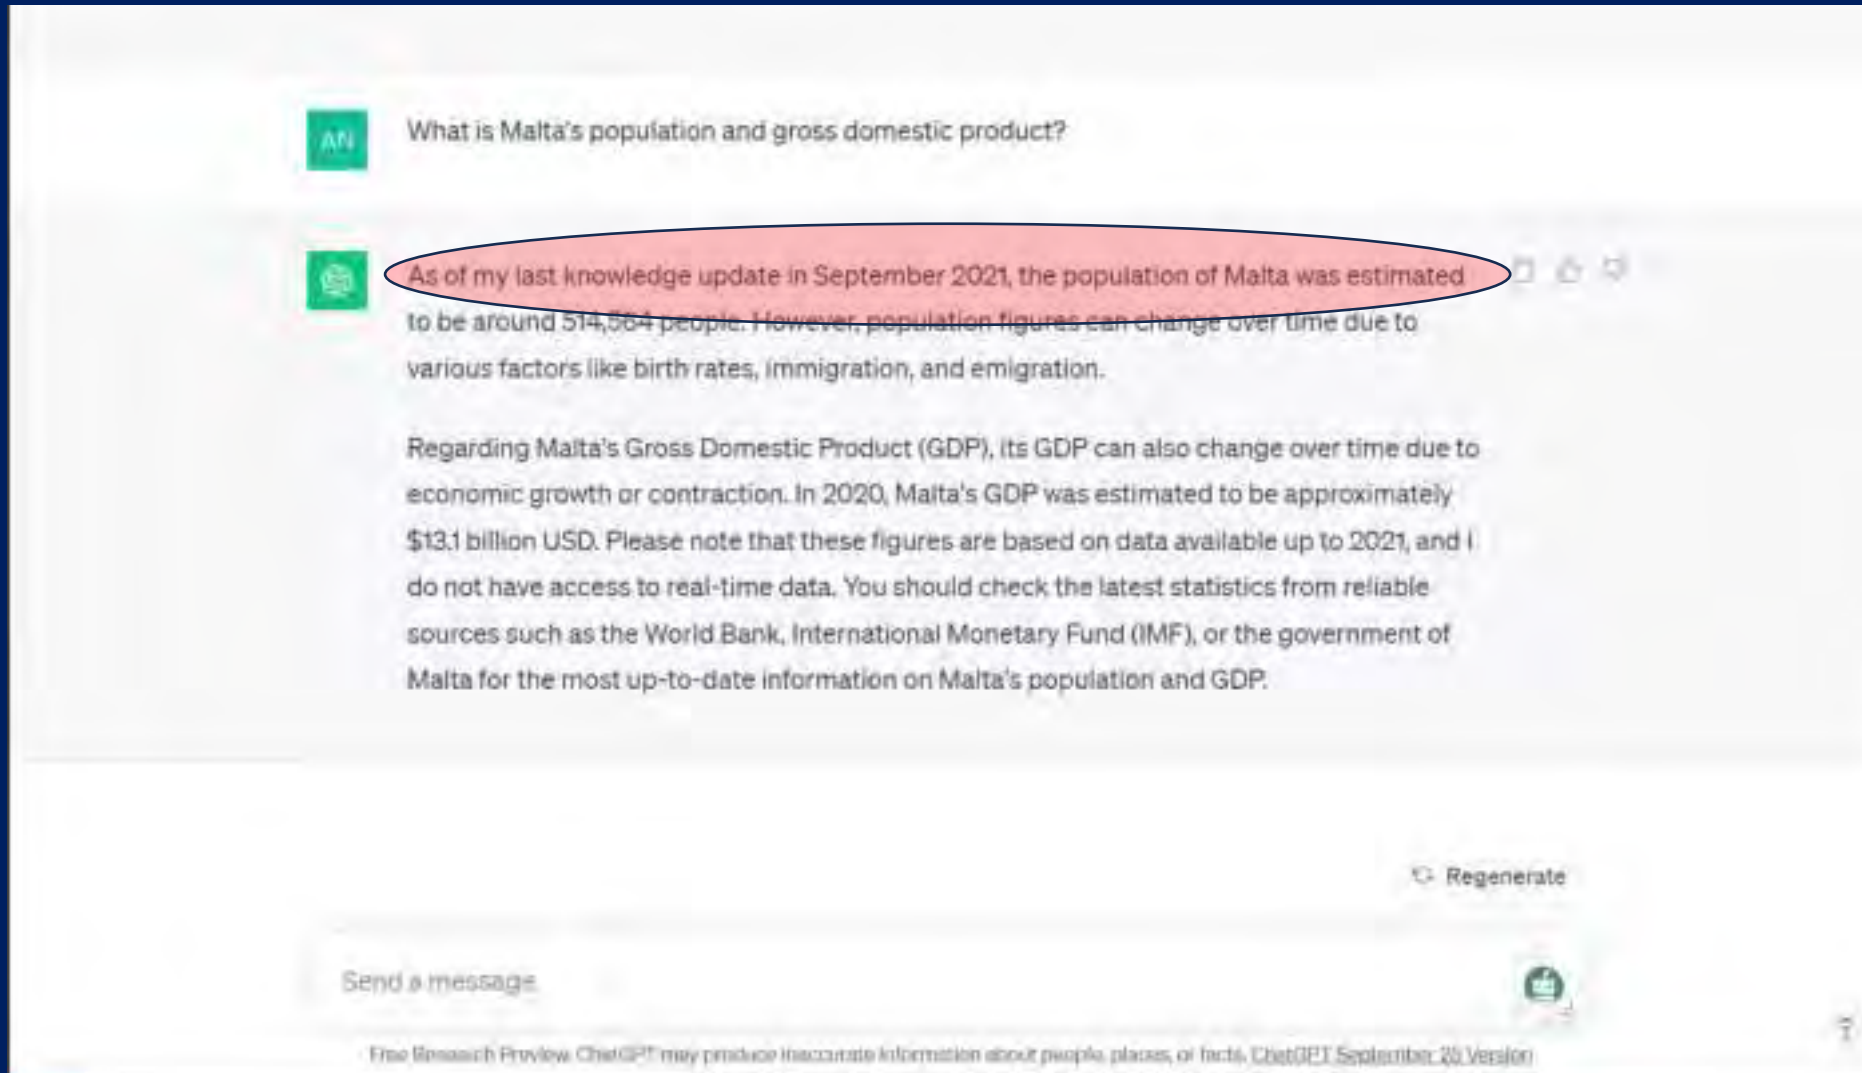 AN
What is Malta's population and gross domestic product?
As of my last knowledge update in September 2021, the population of Malta was estimated
to be around 514,564 people. However, population figures can change over time due to
various factors like birth rates, immigration, and emigration.
Regarding Malta's Gross Domestic Product (GDP), its GDP can also change over time due to
economic growth or contraction. In 2020, Malta's GDP was estimated to be approximately
$13.1 billion USD. Please note that these figures are based on data available up to 2021, and I
do not have access to real-time data. You should check the latest statistics from reliable
sources such as the World Bank, International Monetary Fund (IMF), or the government of
Malta for the most up-to-date information on Malta's population and GDP.
Regenerate
Send a message
Free Research Preview. ChatGPT may produce inaccurate information about people, places, or facts. ChatGPT September 25 Version